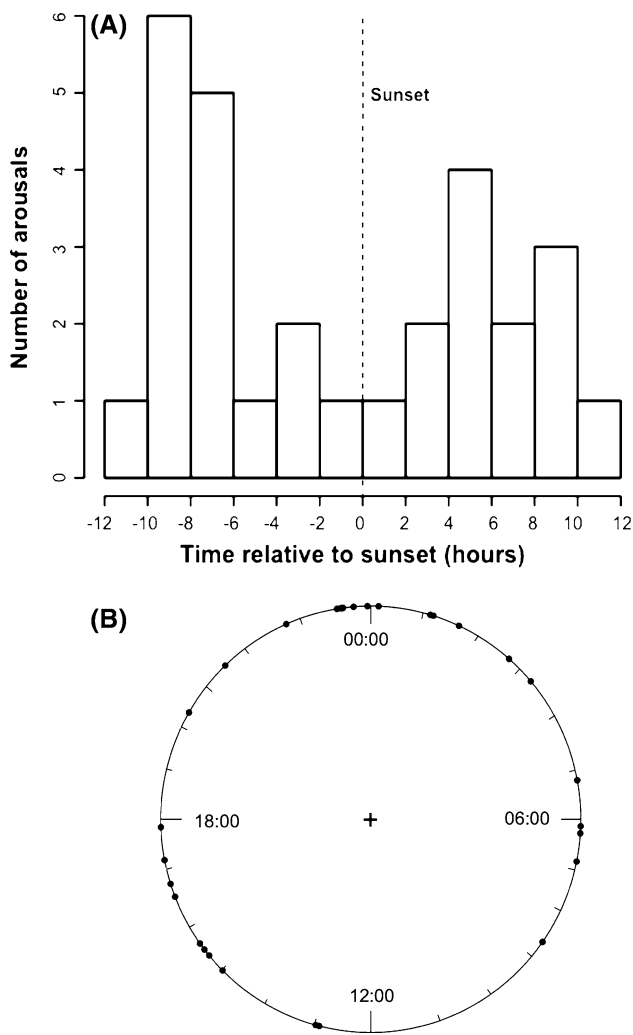 (A)
6
5
4
3
2
1
0
Number of arousals
Sunset
-12 -10 -8 -6 -4 -2 0 2 4 6 8 10 12
Time relative to sunset (hours)
(B)
00:00
18:00 06:00
12:00